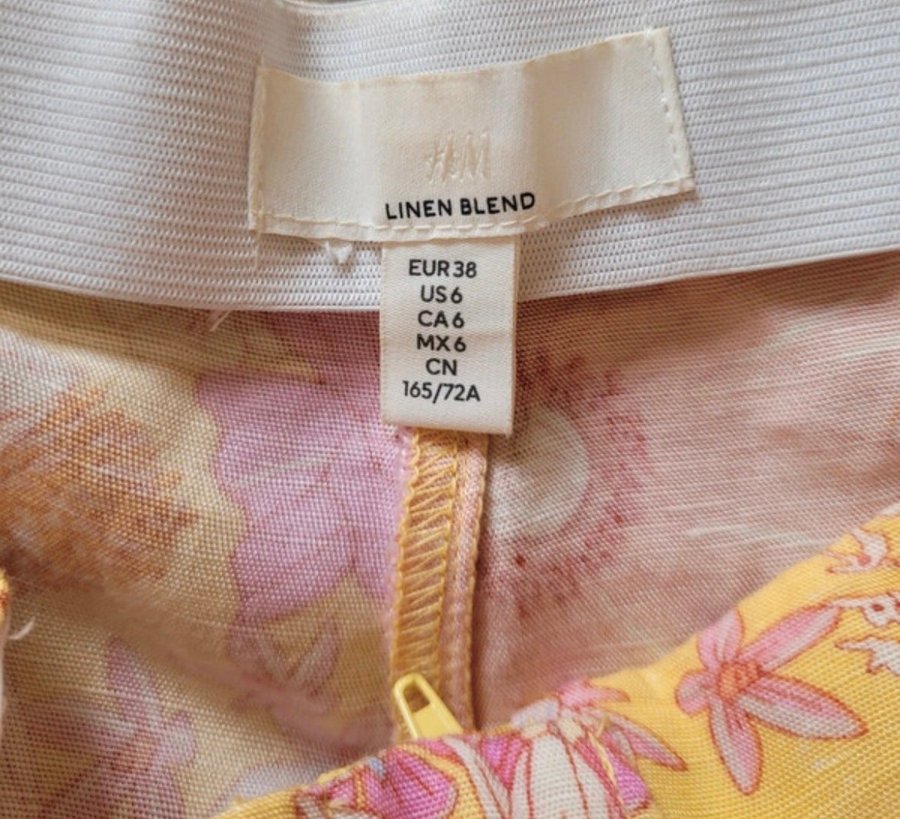 H&M
LINEN BLEND
EUR 38
US 6
CA 6
MX 6
CN
165/72A